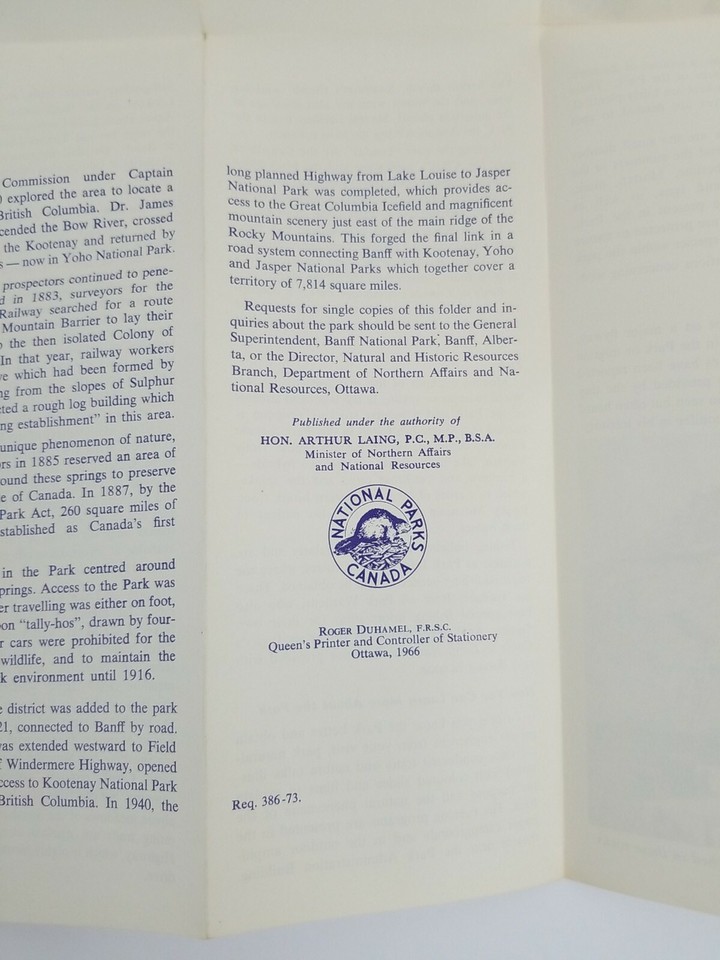 Commission under Captain
) explored the area to locate a
British Columbia. Dr. James
cended the Bow River, crossed
the Kootenay and returned by
s — now in Yoho National Park.
prospectors continued to pene-
d in 1883, surveyors for the
Railway searched for a route
Mountain Barrier to lay their
o the then isolated Colony of
In that year, railway workers
ve which had been formed by
ng from the slopes of Sulphur
cted a rough log building which
ng establishment" in this area.
unique phenomenon of nature,
rs in 1885 reserved an area of
ound these springs to preserve
e of Canada. In 1887, by the
Park Act, 260 square miles of
stablished as Canada's first
in the Park centred around
prings. Access to the Park was
er travelling was either on foot,
on "tally-hos", drawn by four-
r cars were prohibited for the
wildlife, and to maintain the
k environment until 1916.
e district was added to the park
21, connected to Banff by road.
was extended westward to Field
f Windermere Highway, opened
ccess to Kootenay National Park
British Columbia. In 1940, the
long planned Highway from Lake Louise to Jasper
National Park was completed, which provides ac-
cess to the Great Columbia Icefield and magnificent
mountain scenery just east of the main ridge of the
Rocky Mountains. This forged the final link in a
road system connecting Banff with Kootenay, Yoho
and Jasper National Parks which together cover a
territory of 7,814 square miles.
Requests for single copies of this folder and in-
quiries about the park should be sent to the General
Superintendent, Banff National Park, Banff, Alber-
ta, or the Director, Natural and Historic Resources
Branch, Department of Northern Affairs and Na-
tional Resources, Ottawa.
Published under the authority of
HON. ARTHUR LAING, P.C., M.P., B.S.A.
Minister of Northern Affairs
and National Resources
NATIONAL PARKS
CANADA
ROGER DUHAMEL, F.R.S.C.
Queen's Printer and Controller of Stationery
Ottawa, 1966
Req. 386-73.